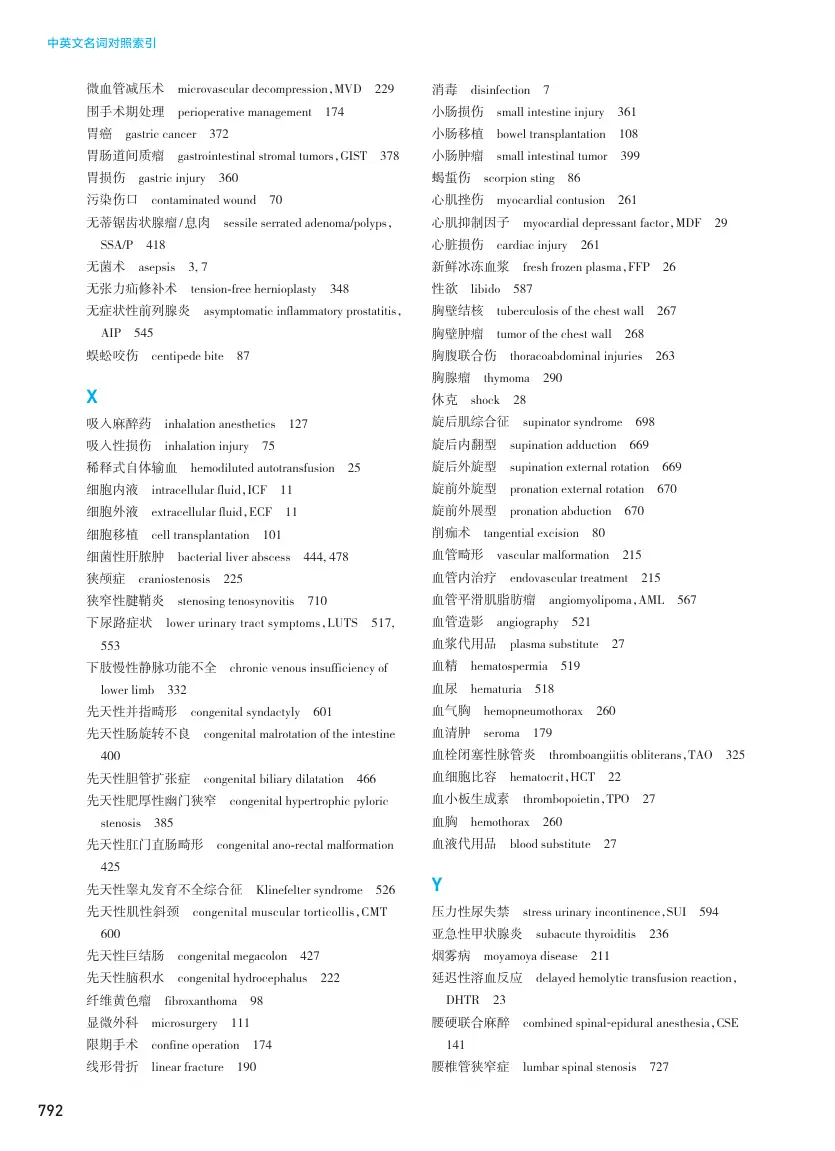 中英文名词对照索引
微血管减压术 microvascular decompression,MVD 229
围手术期处理 perioperative management 174
胃癌 gastric cancer 372
胃肠道间质瘤 gastrointestinal stromal tumors,GIST 378
胃损伤 gastric injury 360
污染伤口 contaminated wound 70
无蒂锯齿状腺瘤/息肉 sessile serrated adenoma/polyps,
SSA/P 418
无菌术 asepsis 3,7
无张力疝修补术 tension-free hernioplasty 348
无症状性前列腺炎 asymptomatic inflammatory prostatitis,
AIP 545
蜈蚣咬伤 centipede bite 87
X
吸入麻醉药 inhalation anesthetics 127
吸入性损伤 inhalation injury 75
稀释式自体输血 hemodiluted autotransfusion 25
细胞内液 intracellular fluid,ICF 11
细胞外液 extracellular fluid,ECF 11
细胞移植 cell transplantation 101
细菌性肝脓肿 bacterial liver abscess 444,478
狭颅症 craniostenosis 225
狭窄性腱鞘炎 stenosing tenosynovitis 710
下尿路症状 lower urinary tract symptoms,LUTS 517,
553
下肢慢性静脉功能不全 chronic venous insufficiency of
lower limb 332
先天性并指畸形 congenital syndactyly 601
先天性肠旋转不良 congenital malrotation of the intestine
400
先天性胆管扩张症 congenital biliary dilatation 466
先天性肥厚性幽门狭窄 congenital hypertrophic pyloric
stenosis 385
先天性肛门直肠畸形 congenital ano-rectal malformation
425
先天性睾丸发育不全综合征 Klinefelter syndrome 526
先天性肌性斜颈 congenital muscular torticollis,CMT
600
先天性巨结肠 congenital megacolon 427
先天性脑积水 congenital hydrocephalus 222
纤维黄色瘤 fibroxanthoma 98
显微外科 microsurgery 111
限期手术 confine operation 174
线形骨折 linear fracture 190
消毒 disinfection 7
小肠损伤 small intestine injury 361
小肠移植 bowel transplantation 108
小肠肿瘤 small intestinal tumor 399
蝎蜇伤 scorpion sting 86
心肌挫伤 myocardial contusion 261
心肌抑制因子 myocardial depressant factor,MDF 29
心脏损伤 cardiac injury 261
新鲜冰冻血浆 fresh frozen plasma,FFP 26
性欲 libido 587
胸壁结核 tuberculosis of the chest wall 267
胸壁肿瘤 tumor of the chest wall 268
胸腹联合伤 thoracoabdominal injuries 263
胸腺瘤 thymoma 290
休克 shock 28
旋后肌综合征 supinator syndrome 698
旋后内翻型 supination adduction 669
旋后外旋型 supination external rotation 669
旋前外旋型 pronation external rotation 670
旋前外展型 pronation abduction 670
削痂术 tangential excision 80
血管畸形 vascular malformation 215
血管内治疗 endovascular treatment 215
血管平滑肌脂肪瘤 angiomyolipoma,AML 567
血管造影 angiography 521
血浆代用品 plasma substitute 27
血精 hematospermia 519
血尿 hematuria 518
血气胸 hemopneumothorax 260
血清肿 seroma 179
血栓闭塞性脉管炎 thromboangiitis obliterans,TAO 325
血细胞比容 hematocrit,HCT 22
血小板生成素 thrombopoietin,TPO 27
血胸 hemothorax 260
血液代用品 blood substitute 27
Y
压力性尿失禁 stress urinary incontinence,SUI 594
亚急性甲状腺炎 subacute thyroiditis 236
烟雾病 moyamoya disease 211
延迟性溶血反应 delayed hemolytic transfusion reaction,
DHTR 23
腰硬联合麻醉 combined spinal-epidural anesthesia,CSE
141
腰椎管狭窄症 lumbar spinal stenosis 727
792